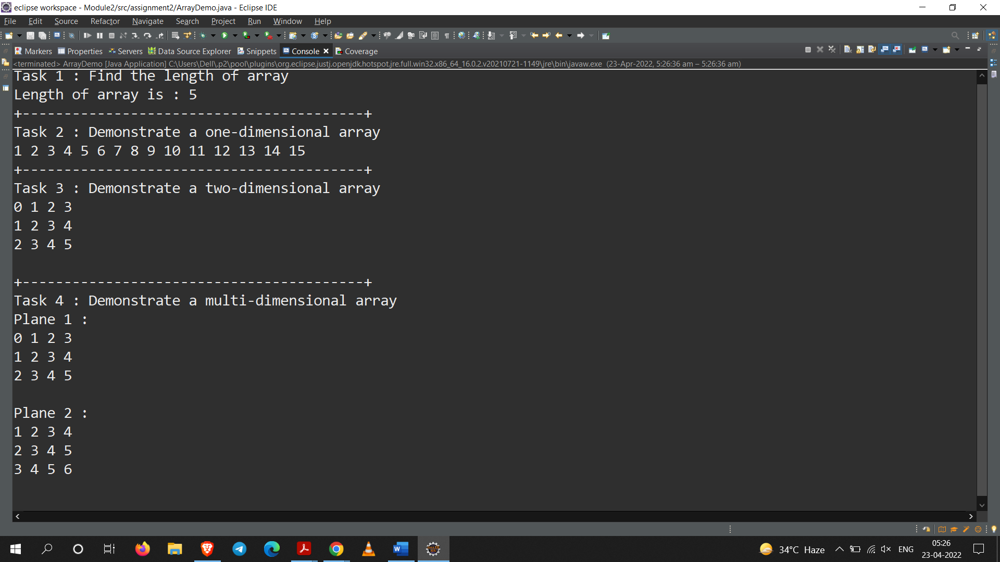 eclipse workspace - Module2/src/assignment2/ArrayDemo.java - Eclipse IDE
File Edit Source Refactor Navigate Search Project Run Window Help
Markers Properties Servers Data Source Explorer Snippets Console Coverage
<terminated> ArrayDemo [Java Application] C:\Users\Dell\.p2\pool\plugins\org.eclipse.justj.openjdk.hotspot.jre.full.win32.x86_64_16.0.2.v20210721-1149\jre\bin\javaw.exe (23-Apr-2022, 5:26:36 am – 5:26:36 am)
Task 1 : Find the length of array
Length of array is : 5
+-----------------------------------------+
Task 2 : Demonstrate a one-dimensional array
1 2 3 4 5 6 7 8 9 10 11 12 13 14 15
+-----------------------------------------+
Task 3 : Demonstrate a two-dimensional array
0 1 2 3
1 2 3 4
2 3 4 5
+-----------------------------------------+
Task 4 : Demonstrate a multi-dimensional array
Plane 1 :
0 1 2 3
1 2 3 4
2 3 4 5
Plane 2 :
1 2 3 4
2 3 4 5
3 4 5 6
34°C Haze ENG 05:26
23-04-2022